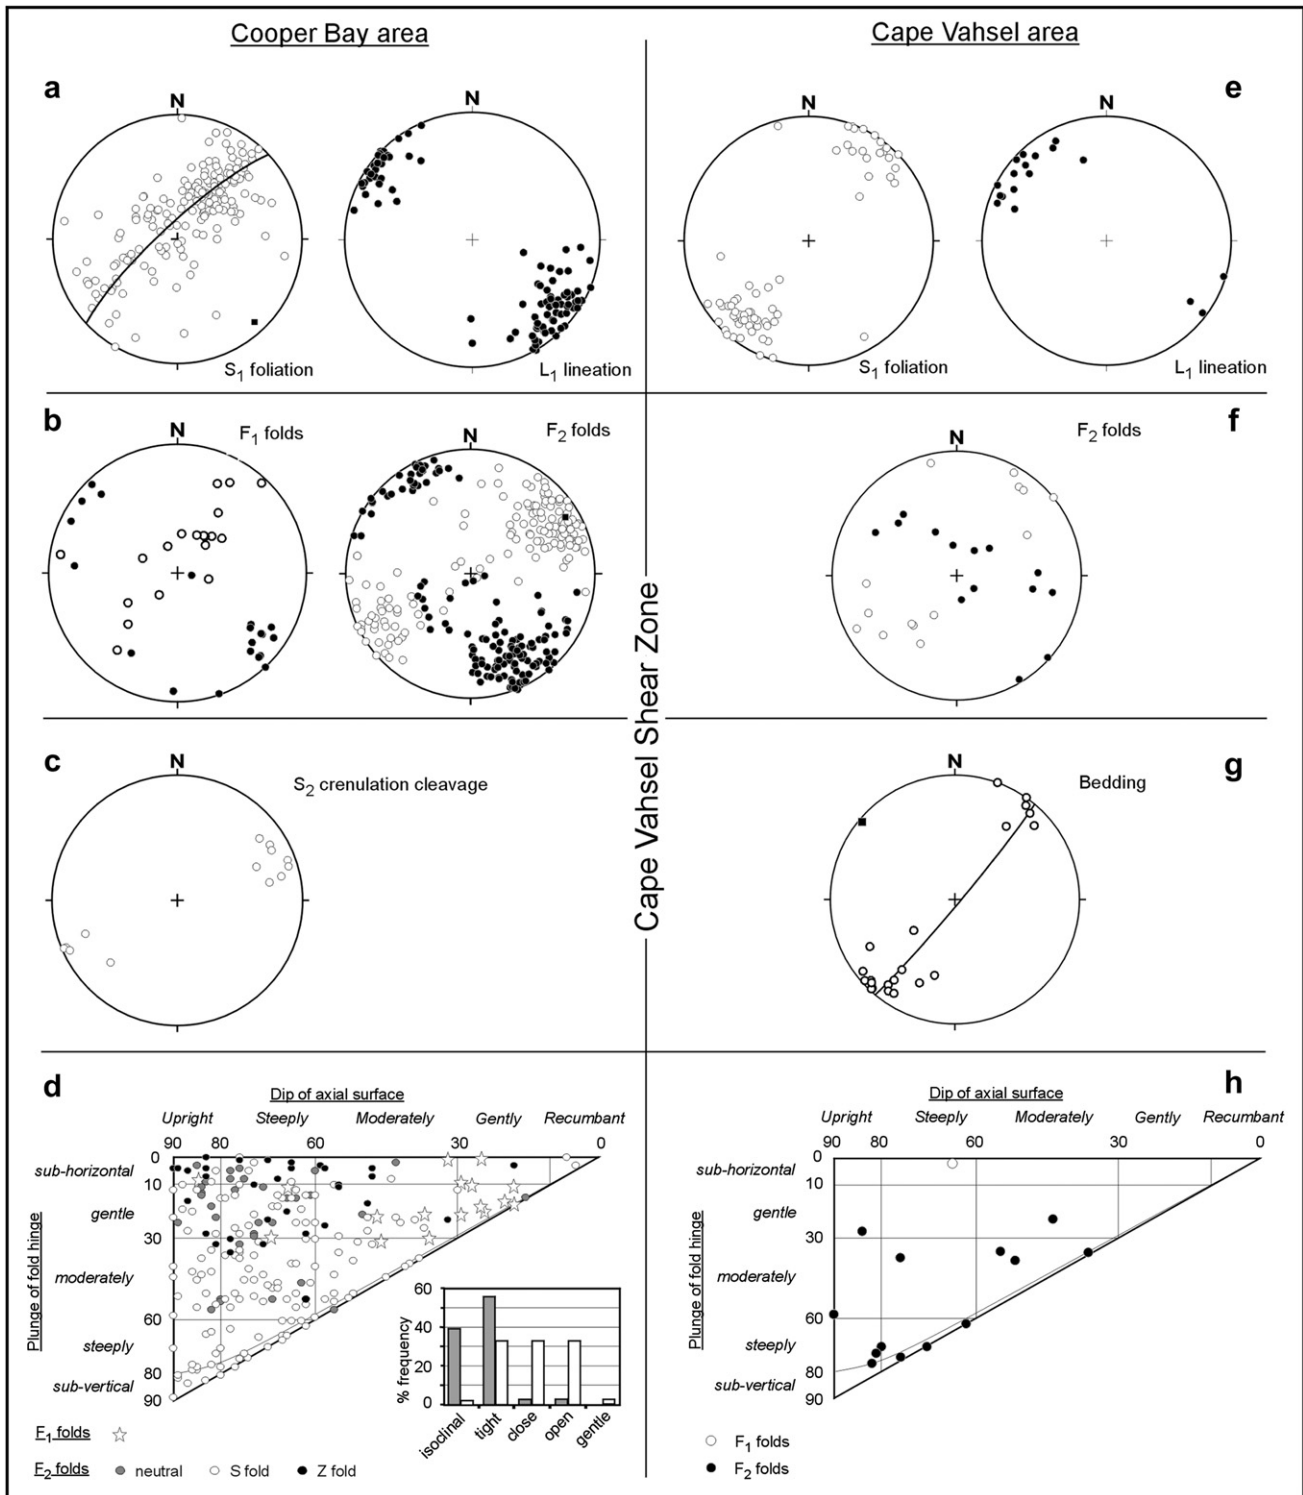 Cooper Bay area
Cape Vahsel area
a
N
S1 foliation
N
L1 lineation
e
N
S1 foliation
N
L1 lineation
b
N
F1 folds
N
F2 folds
f
N
F2 folds
c
N
S2 crenulation cleavage
g
N
Bedding
Cape Vahsel Shear Zone
d
Dip of axial surface
Upright Steeply Moderately Gently Recumbant
90 80 60 30 0
0
sub-horizontal
10
gentle
30
moderately
60
steeply
80
sub-vertical
90
Plunge of fold hinge
60
40
20
0
% frequency
isoclinal
tight
close
open
gentle
F1 folds
F2 folds neutral S fold Z fold
h
Dip of axial surface
Upright Steeply Moderately Gently Recumbant
90 80 60 30 0
0
sub-horizontal
10
gentle
30
moderately
60
steeply
80
sub-vertical
90
Plunge of fold hinge
F1 folds
F2 folds